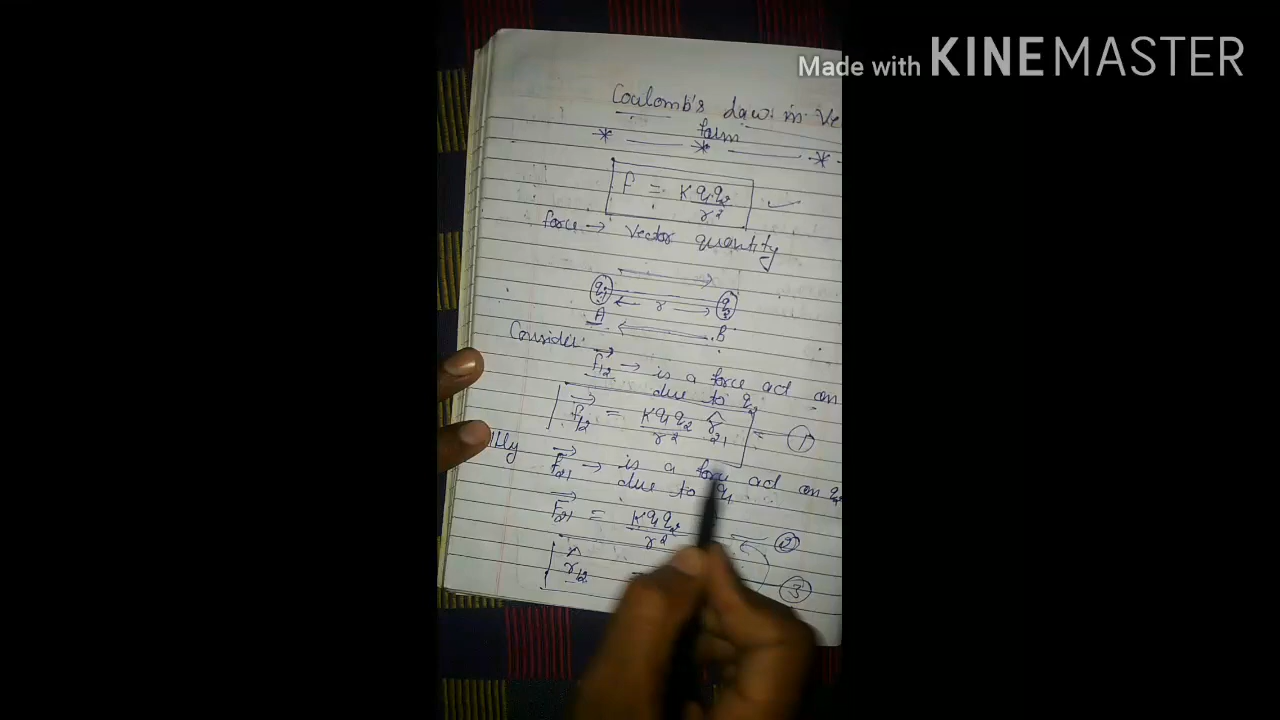 Made with KINEMASTER
Coulomb's Law in Ve
form
* —— * —— *
F = Kq₁q₂ / r² ✓
force → Vector quantity
q₁ ← r → q₂
A B
Consider
F₁₂ → is a force act on
due to q₂
F₁₂ = Kq₁q₂ / r² r̂₂₁ — ①
Illly F₂₁ → is a force act on q₂
due to q₁
F₂₁ = Kq₁q₂ / r² — ②
r̂₁₂ = ③